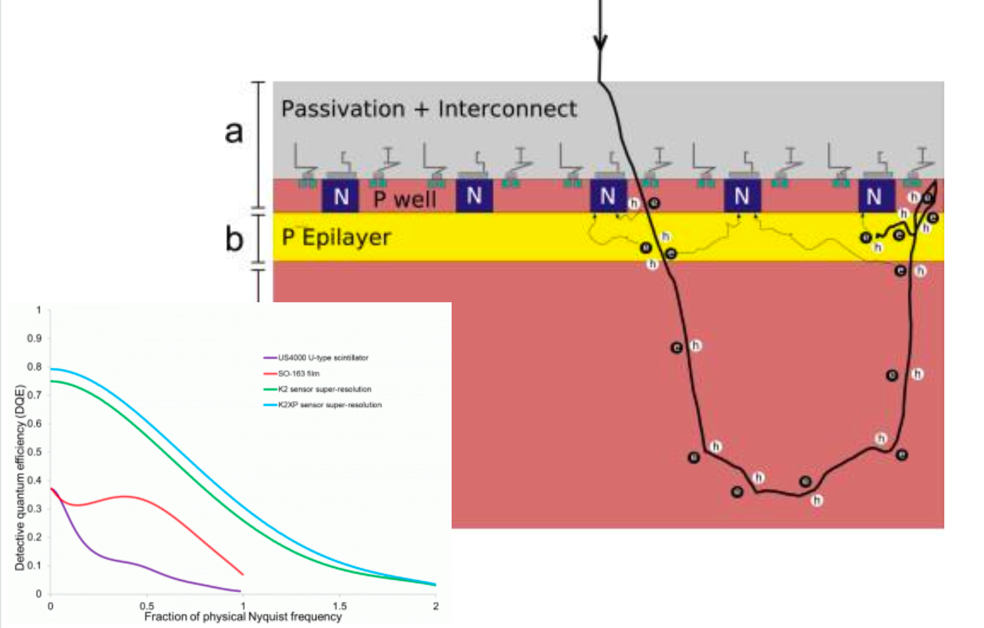 a
Passivation + Interconnect
N
N
N
N
N
P well
b
P Epilayer
h
e
h
e
e
h
h
e
h
e
h
e
h
e
h
e
h
e
h
e
h
e
h
e
h
e
h
e
h
Detective quantum efficiency (DQE)
1
0.9
0.8
0.7
0.6
0.5
0.4
0.3
0.2
0.1
0
US4000 U-type scintillator
SO-163 film
K2 sensor super-resolution
K2XP sensor super-resolution
0
0.5
1
1.5
2
Fraction of physical Nyquist frequency